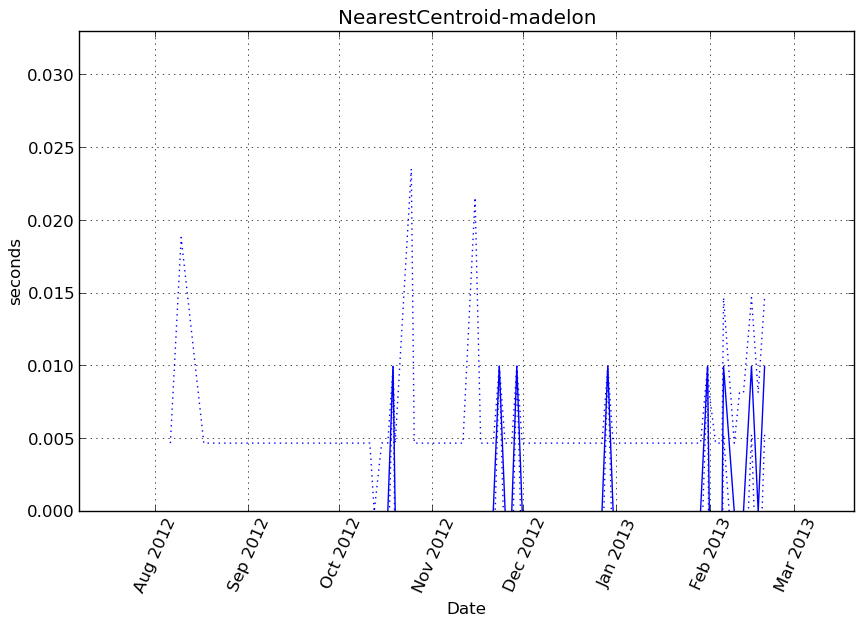 NearestCentroid-madelon
0.030
0.025
0.020
0.015
0.010
0.005
0.000
seconds
Aug 2012
Sep 2012
Oct 2012
Nov 2012
Dec 2012
Jan 2013
Feb 2013
Mar 2013
Date